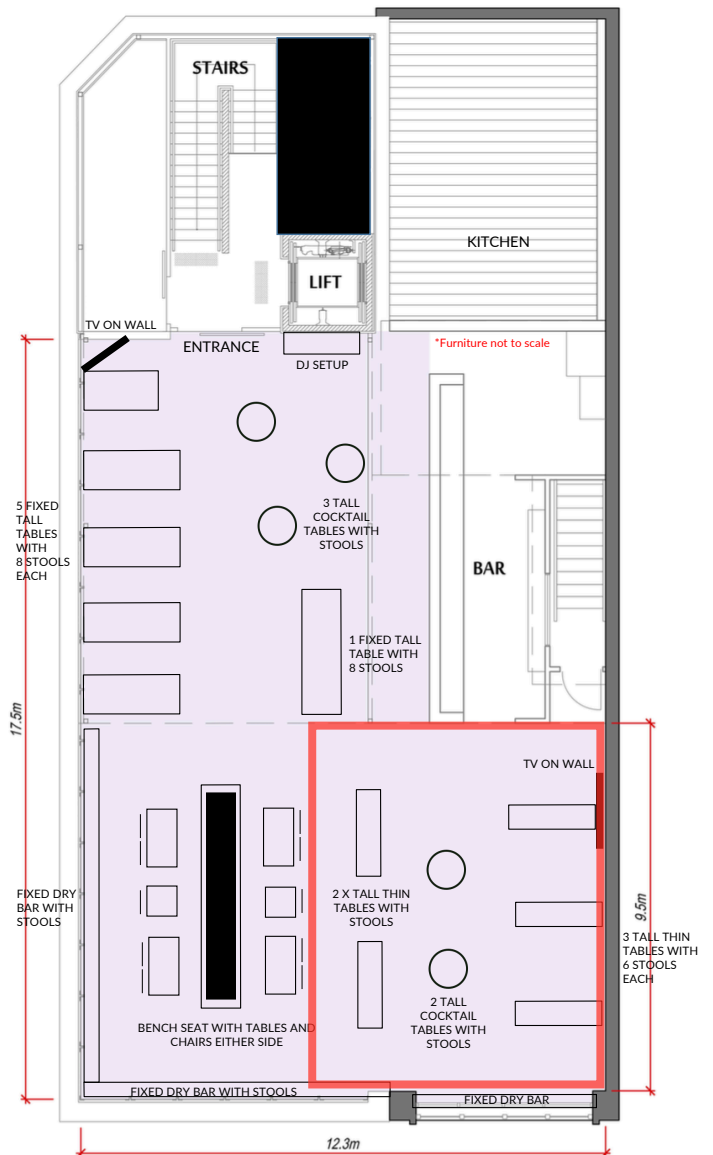 STAIRS
KITCHEN
LIFT
TV ON WALL
ENTRANCE
*Furniture not to scale
DJ SETUP
5 FIXED
TALL
TABLES
WITH
8 STOOLS
EACH
3 TALL
COCKTAIL
TABLES WITH
STOOLS
BAR
1 FIXED TALL
TABLE WITH
8 STOOLS
17.5m
TV ON WALL
FIXED DRY
BAR WITH
STOOLS
2 X TALL THIN
TABLES WITH
STOOLS
9.5m
3 TALL THIN
TABLES WITH
6 STOOLS
EACH
2 TALL
COCKTAIL
TABLES WITH
STOOLS
BENCH SEAT WITH TABLES AND
CHAIRS EITHER SIDE
FIXED DRY BAR WITH STOOLS
FIXED DRY BAR
12.3m